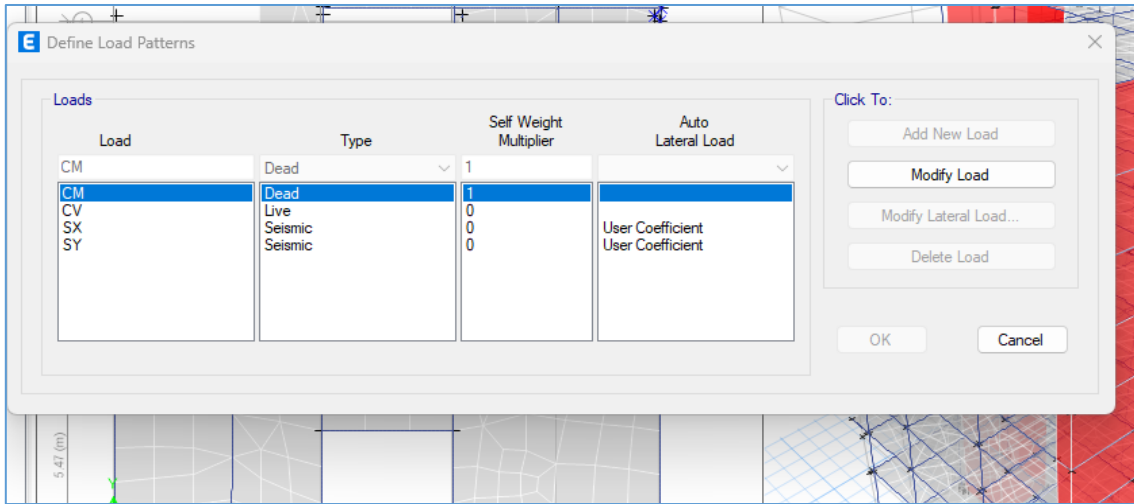 E Define Load Patterns
Loads
Load Type Self Weight Multiplier Auto Lateral Load
CM Dead 1
CM Dead 1
CV Live 0
SX Seismic 0 User Coefficient
SY Seismic 0 User Coefficient
Click To:
Add New Load
Modify Load
Modify Lateral Load...
Delete Load
OK Cancel
5.47 (m)
Y